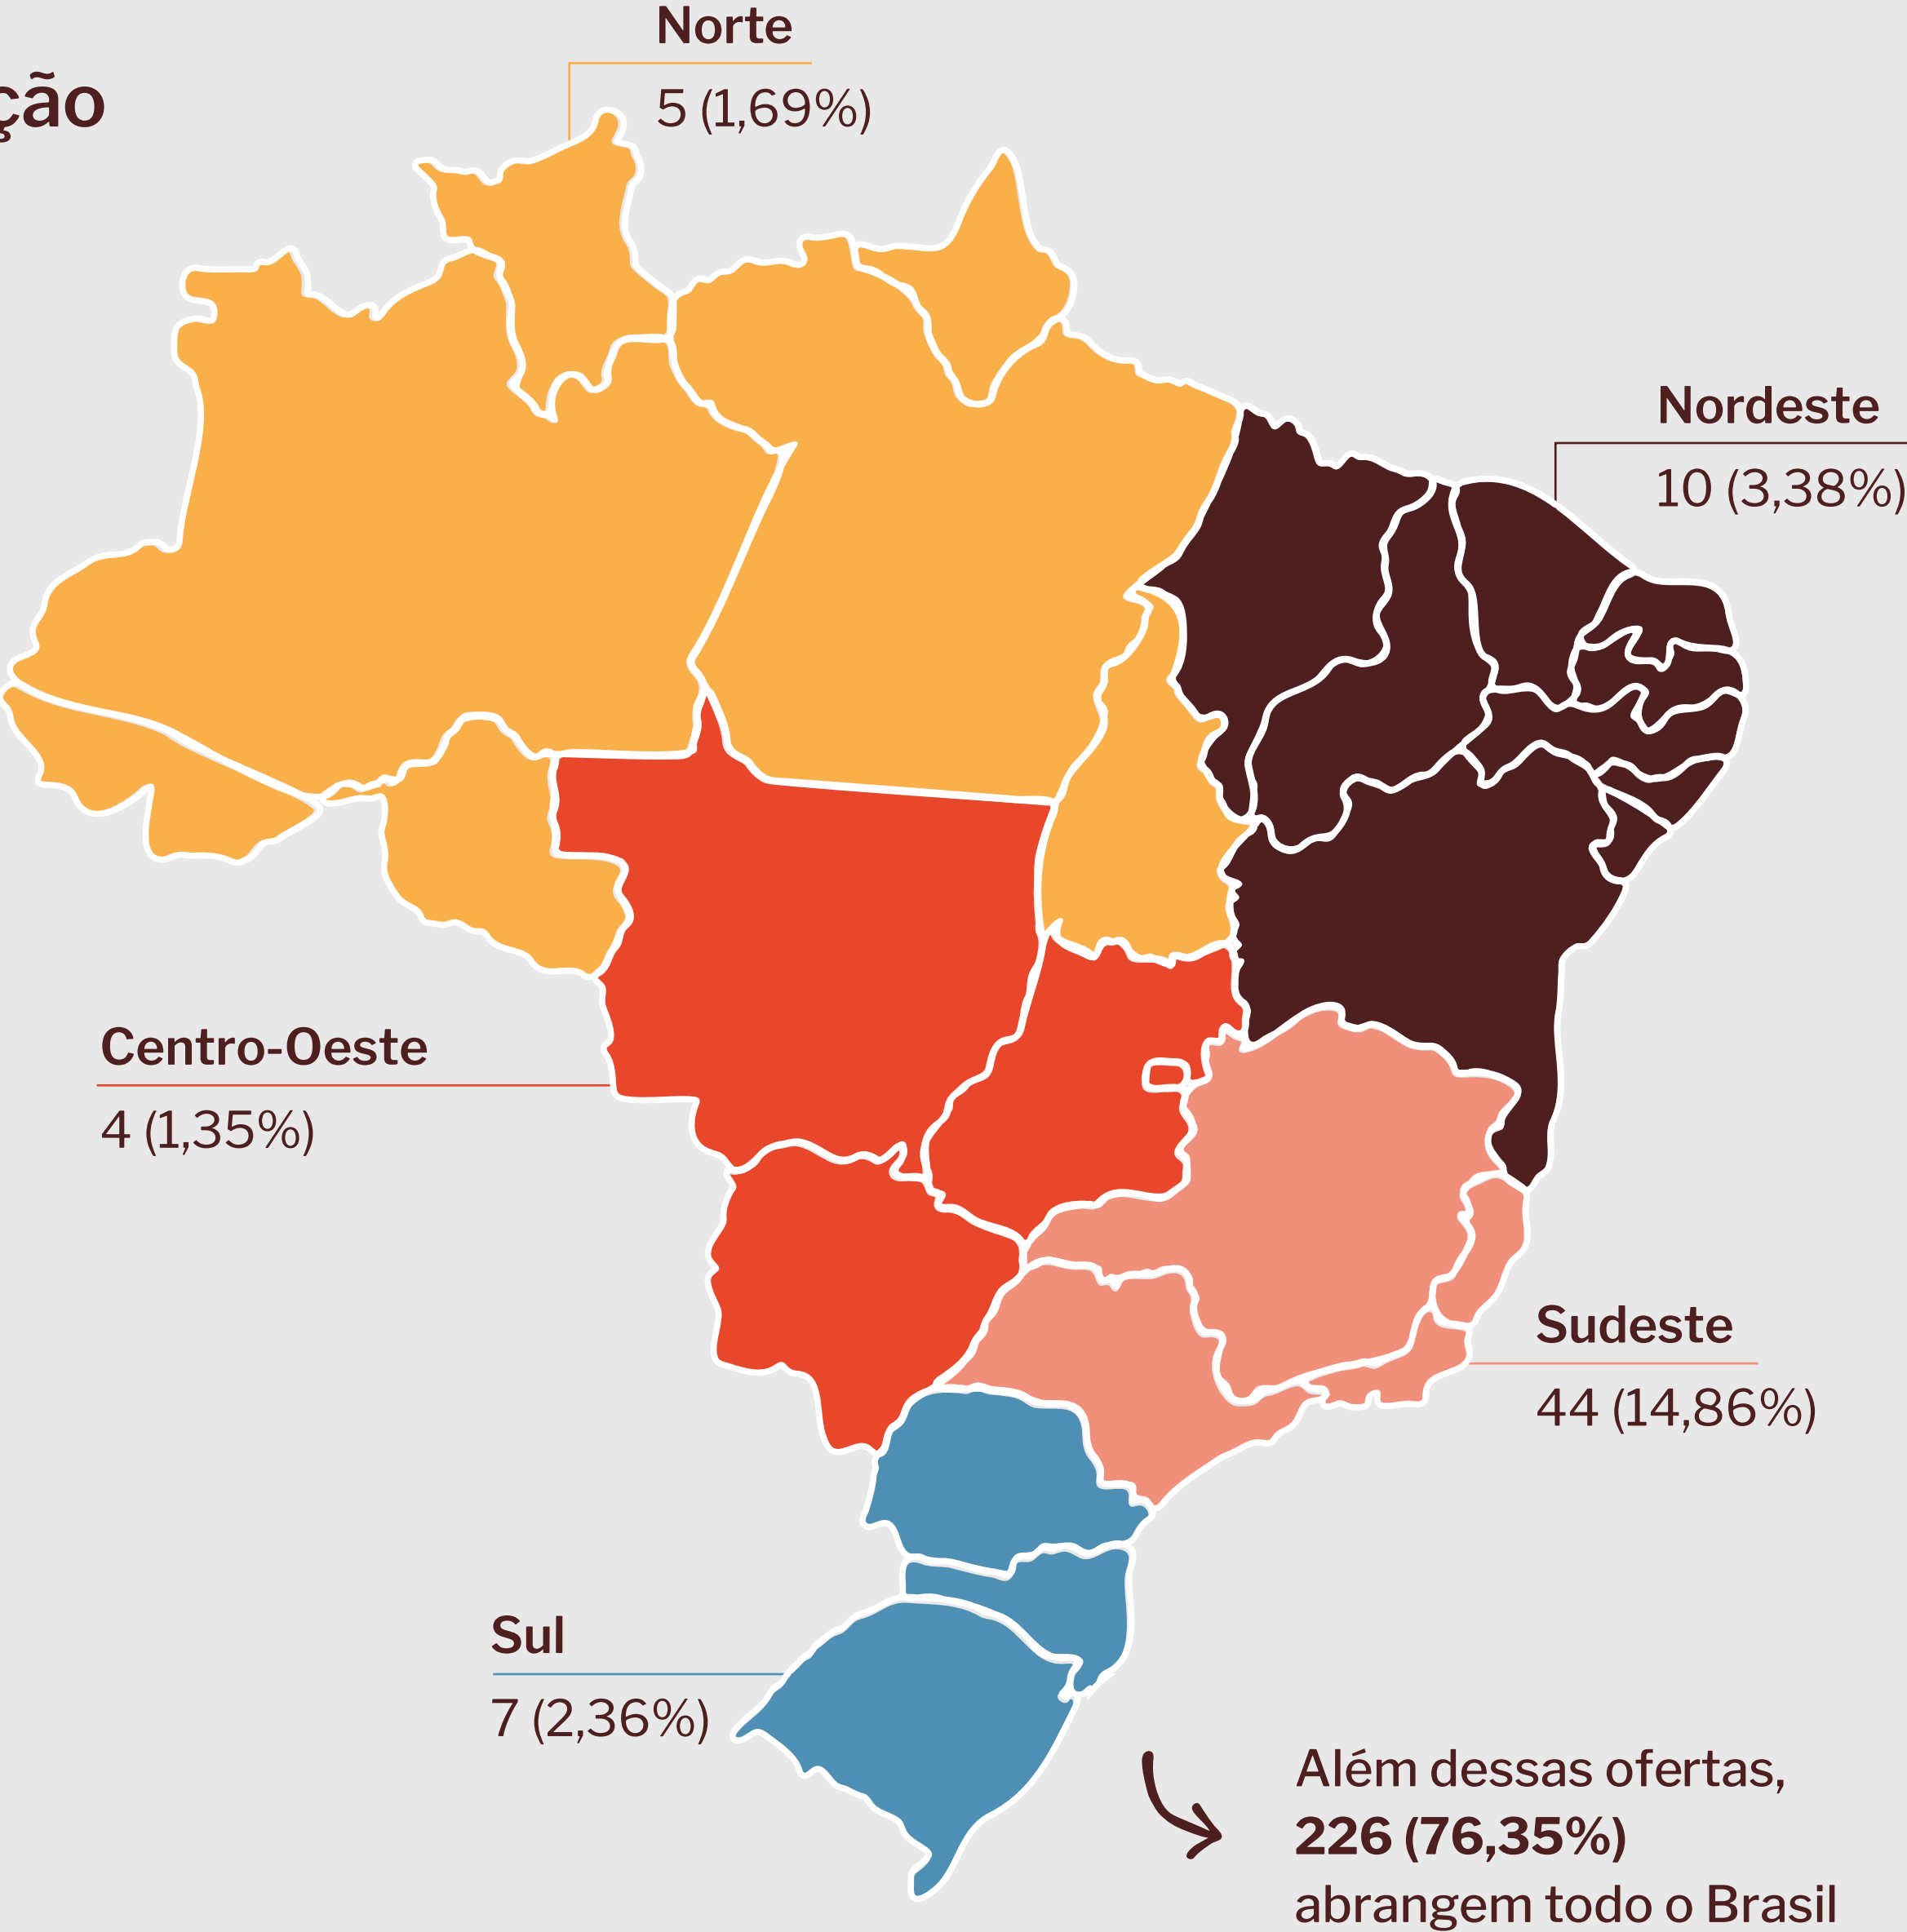 Norte
5 (1,69%)
ção
Nordeste
10 (3,38%)
Centro-Oeste
4 (1,35%)
Sudeste
44 (14,86%)
Sul
7 (2,36%)
Além dessas ofertas,
226 (76,35%)
abrangem todo o Brasil